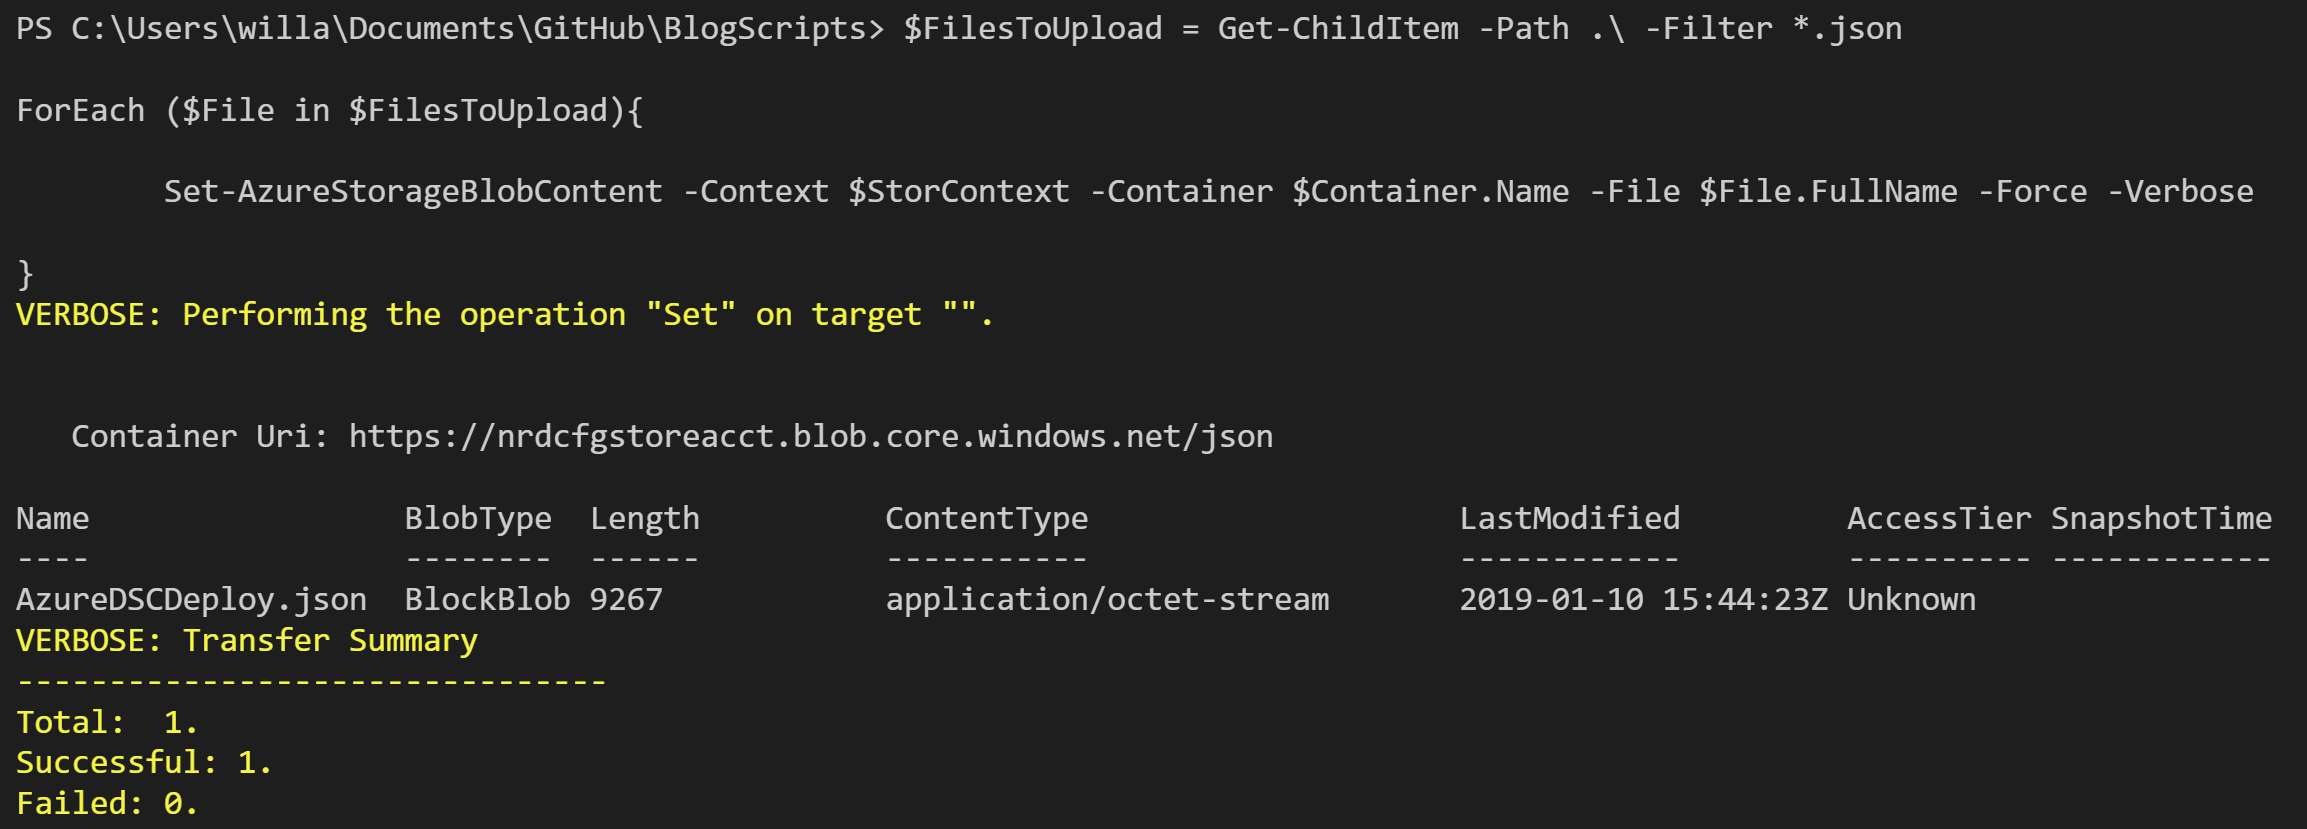 PS C:\Users\willa\Documents\GitHub\BlogScripts> $FilesToUpload = Get-ChildItem -Path .\ -Filter *.json
ForEach ($File in $FilesToUpload){
Set-AzureStorageBlobContent -Context $StorContext -Container $Container.Name -File $File.FullName -Force -Verbose
}
VERBOSE: Performing the operation "Set" on target "".
Container Uri: https://nrdcfgstoreacct.blob.core.windows.net/json
Name BlobType Length ContentType LastModified AccessTier SnapshotTime
---- -------- ------ ----------- ------------ ---------- ------------
AzureDSCDeploy.json BlockBlob 9267 application/octet-stream 2019-01-10 15:44:23Z Unknown
VERBOSE: Transfer Summary
--------------------------------
Total: 1.
Successful: 1.
Failed: 0.